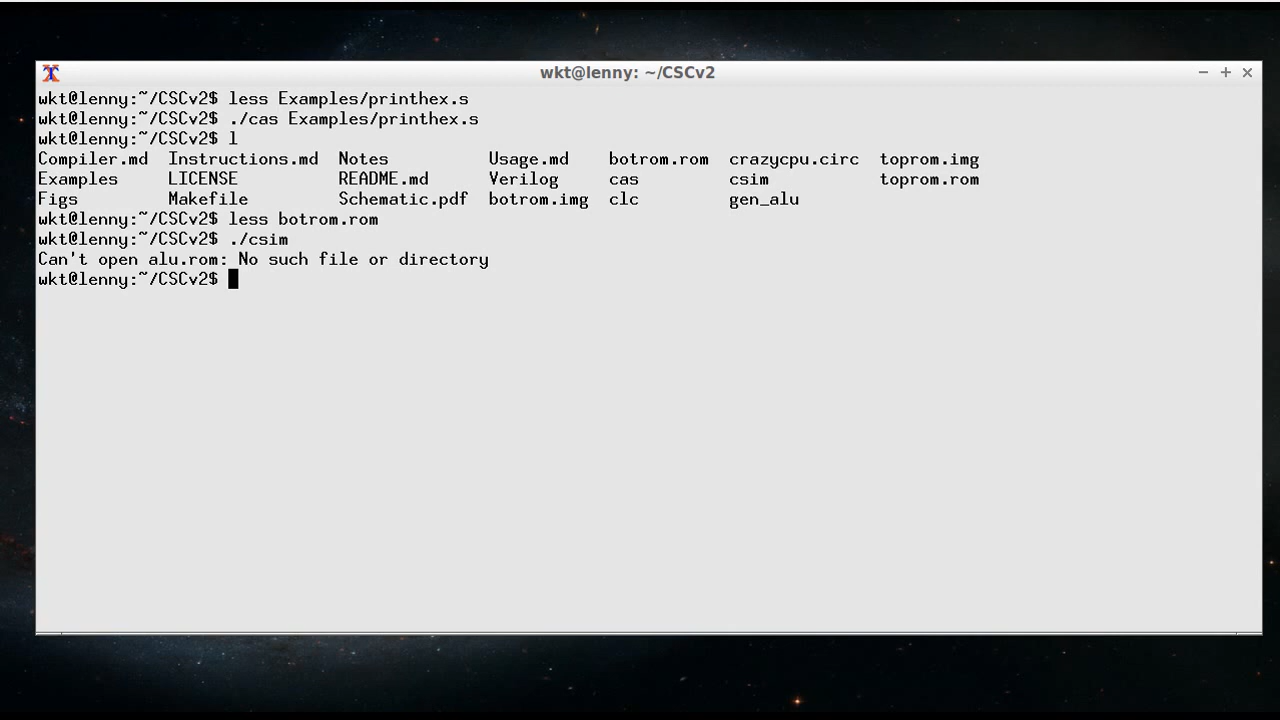 wkt@lenny: ~/CSCv2
wkt@lenny:~/CSCv2$ less Examples/printhex.s
wkt@lenny:~/CSCv2$ ./cas Examples/printhex.s
wkt@lenny:~/CSCv2$ l
Compiler.md  Instructions.md  Notes          Usage.md    botrom.rom  crazycpu.circ  toprom.img
Examples     LICENSE          README.md      Verilog     cas         csim           toprom.rom
Figs         Makefile         Schematic.pdf  botrom.img  clc         gen_alu
wkt@lenny:~/CSCv2$ less botrom.rom
wkt@lenny:~/CSCv2$ ./csim
Can't open alu.rom: No such file or directory
wkt@lenny:~/CSCv2$